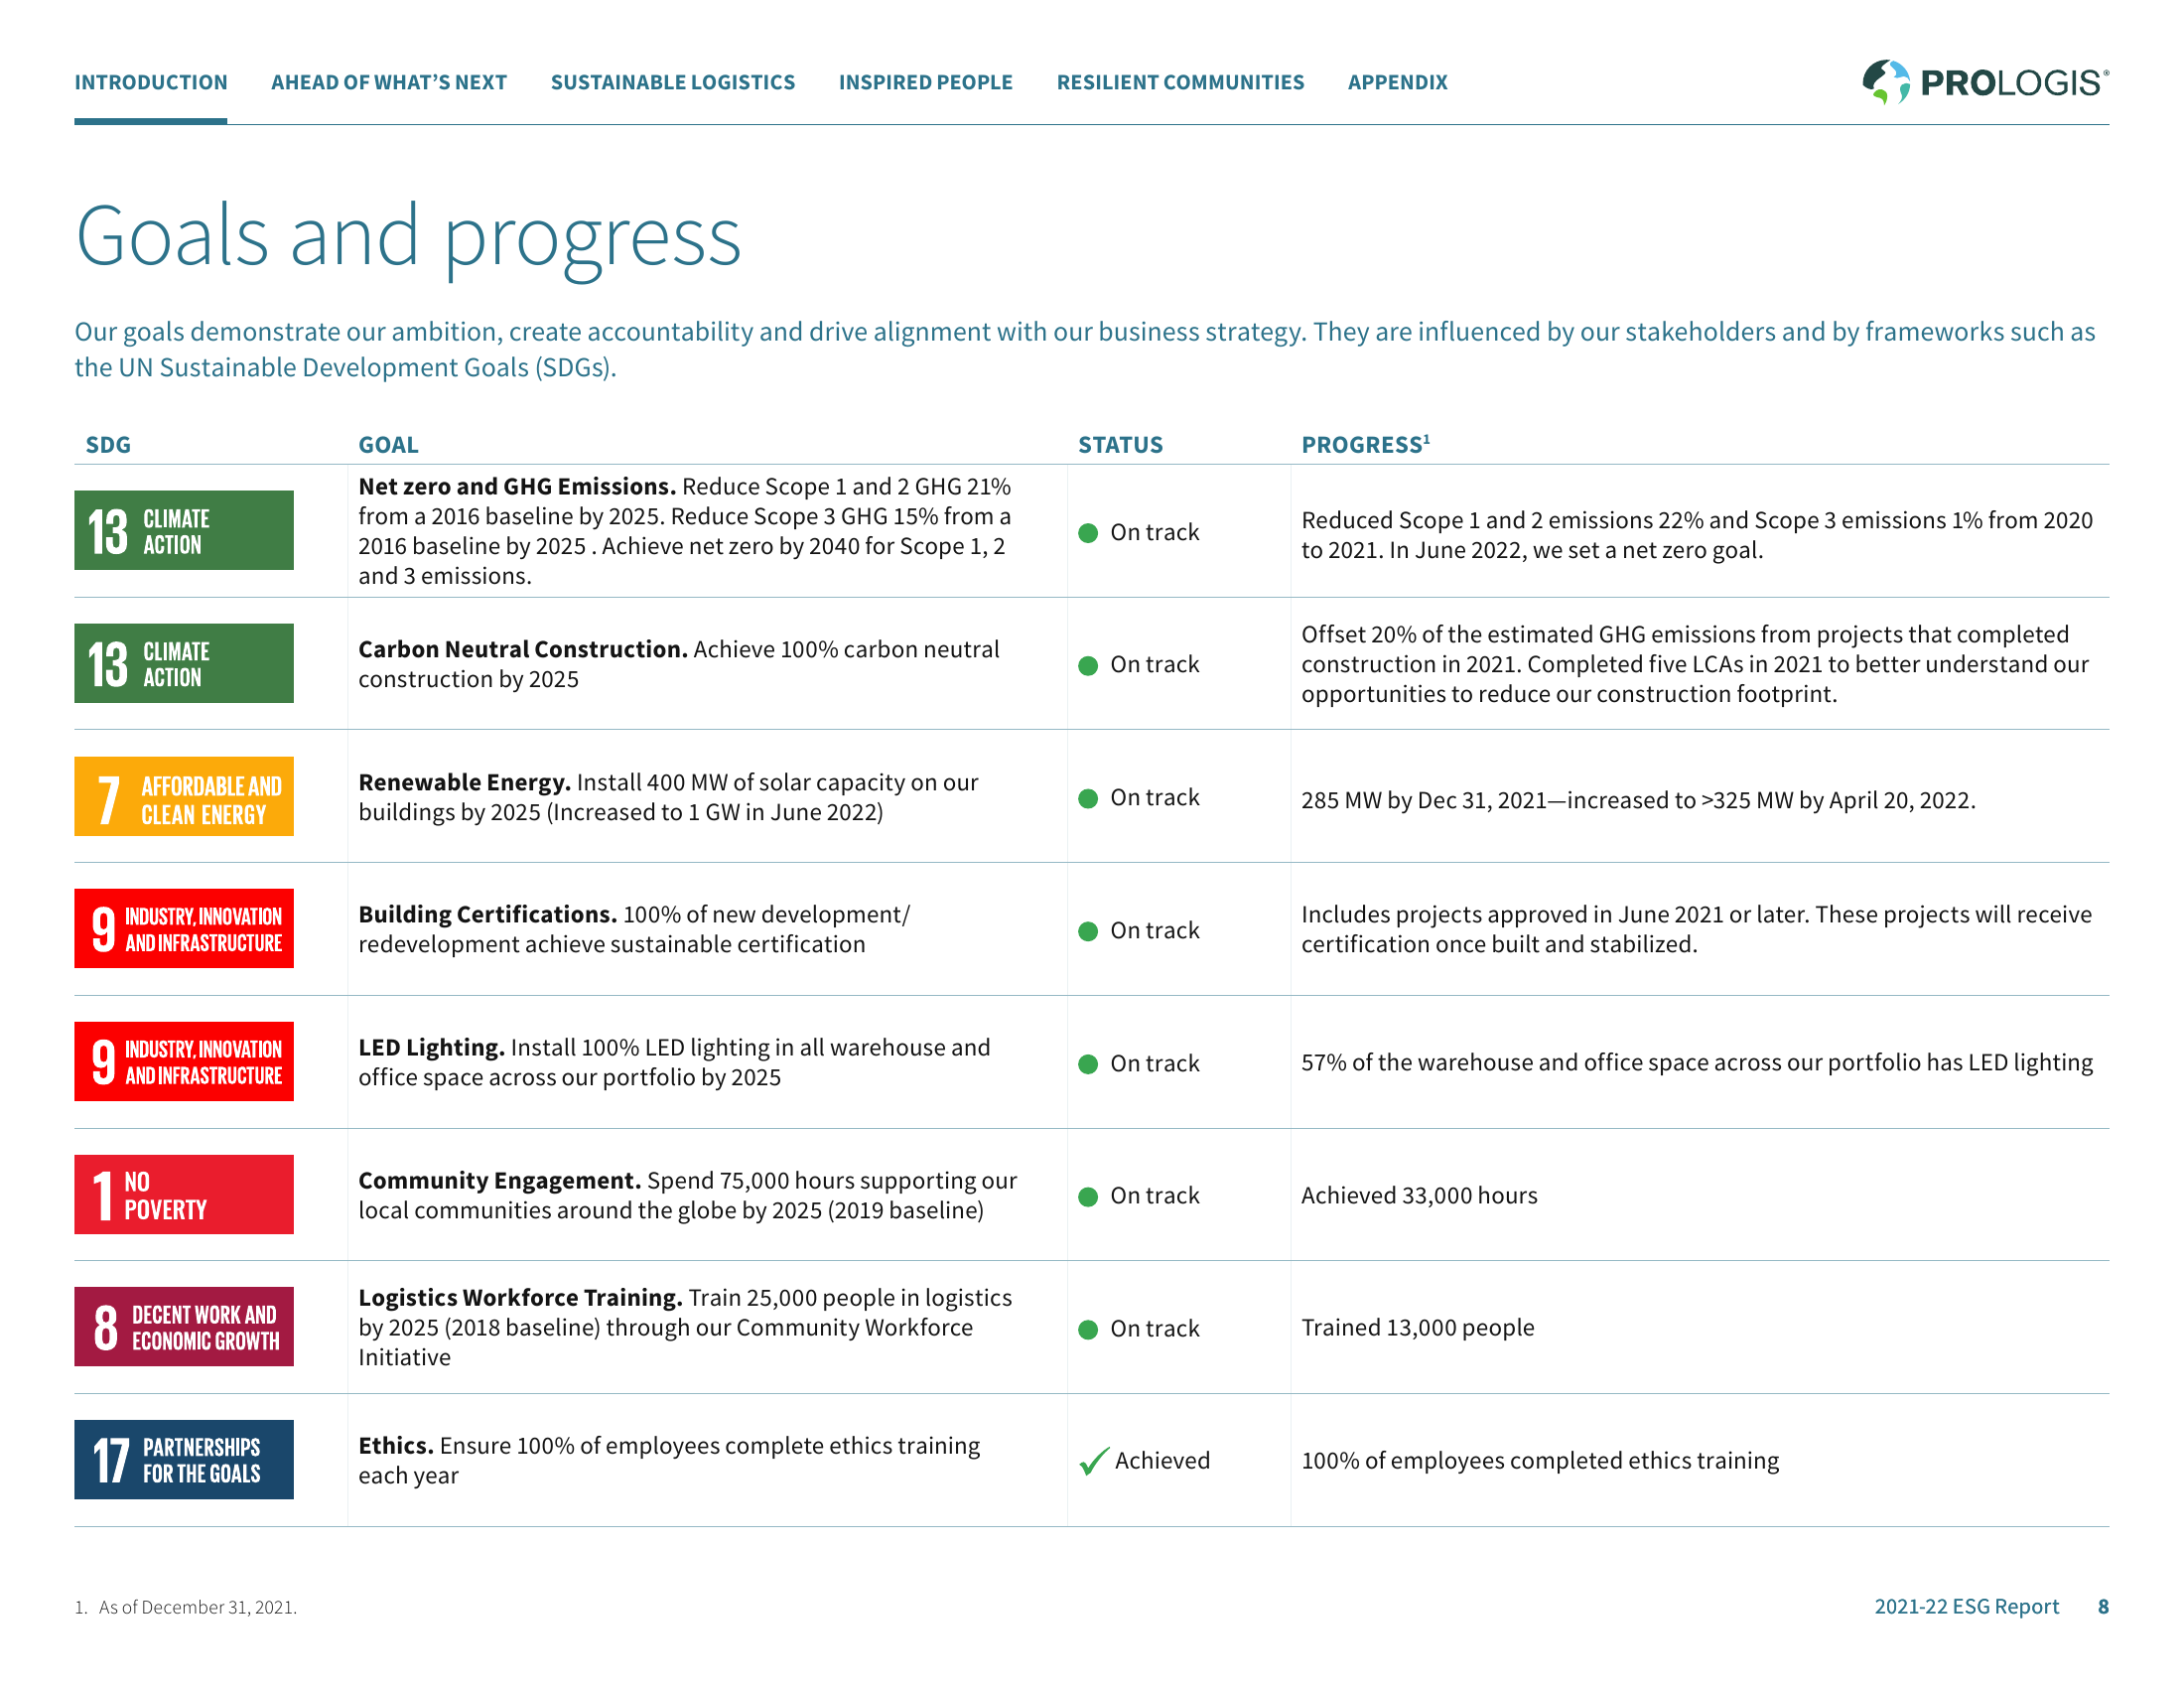 INTRODUCTION AHEAD OF WHAT'S NEXT SUSTAINABLE LOGISTICS INSPIRED PEOPLE RESILIENT COMMUNITIES APPENDIX PROLOGIS®
Goals and progress
Our goals demonstrate our ambition, create accountability and drive alignment with our business strategy. They are influenced by our stakeholders and by frameworks such as
the UN Sustainable Development Goals (SDGs).
SDG GOAL STATUS PROGRESS¹
13 CLIMATE
ACTION
Net zero and GHG Emissions. Reduce Scope 1 and 2 GHG 21%
from a 2016 baseline by 2025. Reduce Scope 3 GHG 15% from a
2016 baseline by 2025 . Achieve net zero by 2040 for Scope 1, 2
and 3 emissions.
On track
Reduced Scope 1 and 2 emissions 22% and Scope 3 emissions 1% from 2020
to 2021. In June 2022, we set a net zero goal.
13 CLIMATE
ACTION
Carbon Neutral Construction. Achieve 100% carbon neutral
construction by 2025
On track
Offset 20% of the estimated GHG emissions from projects that completed
construction in 2021. Completed five LCAs in 2021 to better understand our
opportunities to reduce our construction footprint.
7 AFFORDABLE AND
CLEAN ENERGY
Renewable Energy. Install 400 MW of solar capacity on our
buildings by 2025 (Increased to 1 GW in June 2022)
On track
285 MW by Dec 31, 2021—increased to >325 MW by April 20, 2022.
9 INDUSTRY, INNOVATION
AND INFRASTRUCTURE
Building Certifications. 100% of new development/
redevelopment achieve sustainable certification
On track
Includes projects approved in June 2021 or later. These projects will receive
certification once built and stabilized.
9 INDUSTRY, INNOVATION
AND INFRASTRUCTURE
LED Lighting. Install 100% LED lighting in all warehouse and
office space across our portfolio by 2025
On track
57% of the warehouse and office space across our portfolio has LED lighting
1 NO
POVERTY
Community Engagement. Spend 75,000 hours supporting our
local communities around the globe by 2025 (2019 baseline)
On track
Achieved 33,000 hours
8 DECENT WORK AND
ECONOMIC GROWTH
Logistics Workforce Training. Train 25,000 people in logistics
by 2025 (2018 baseline) through our Community Workforce
Initiative
On track
Trained 13,000 people
17 PARTNERSHIPS
FOR THE GOALS
Ethics. Ensure 100% of employees complete ethics training
each year
Achieved
100% of employees completed ethics training
1. As of December 31, 2021.
2021-22 ESG Report 8